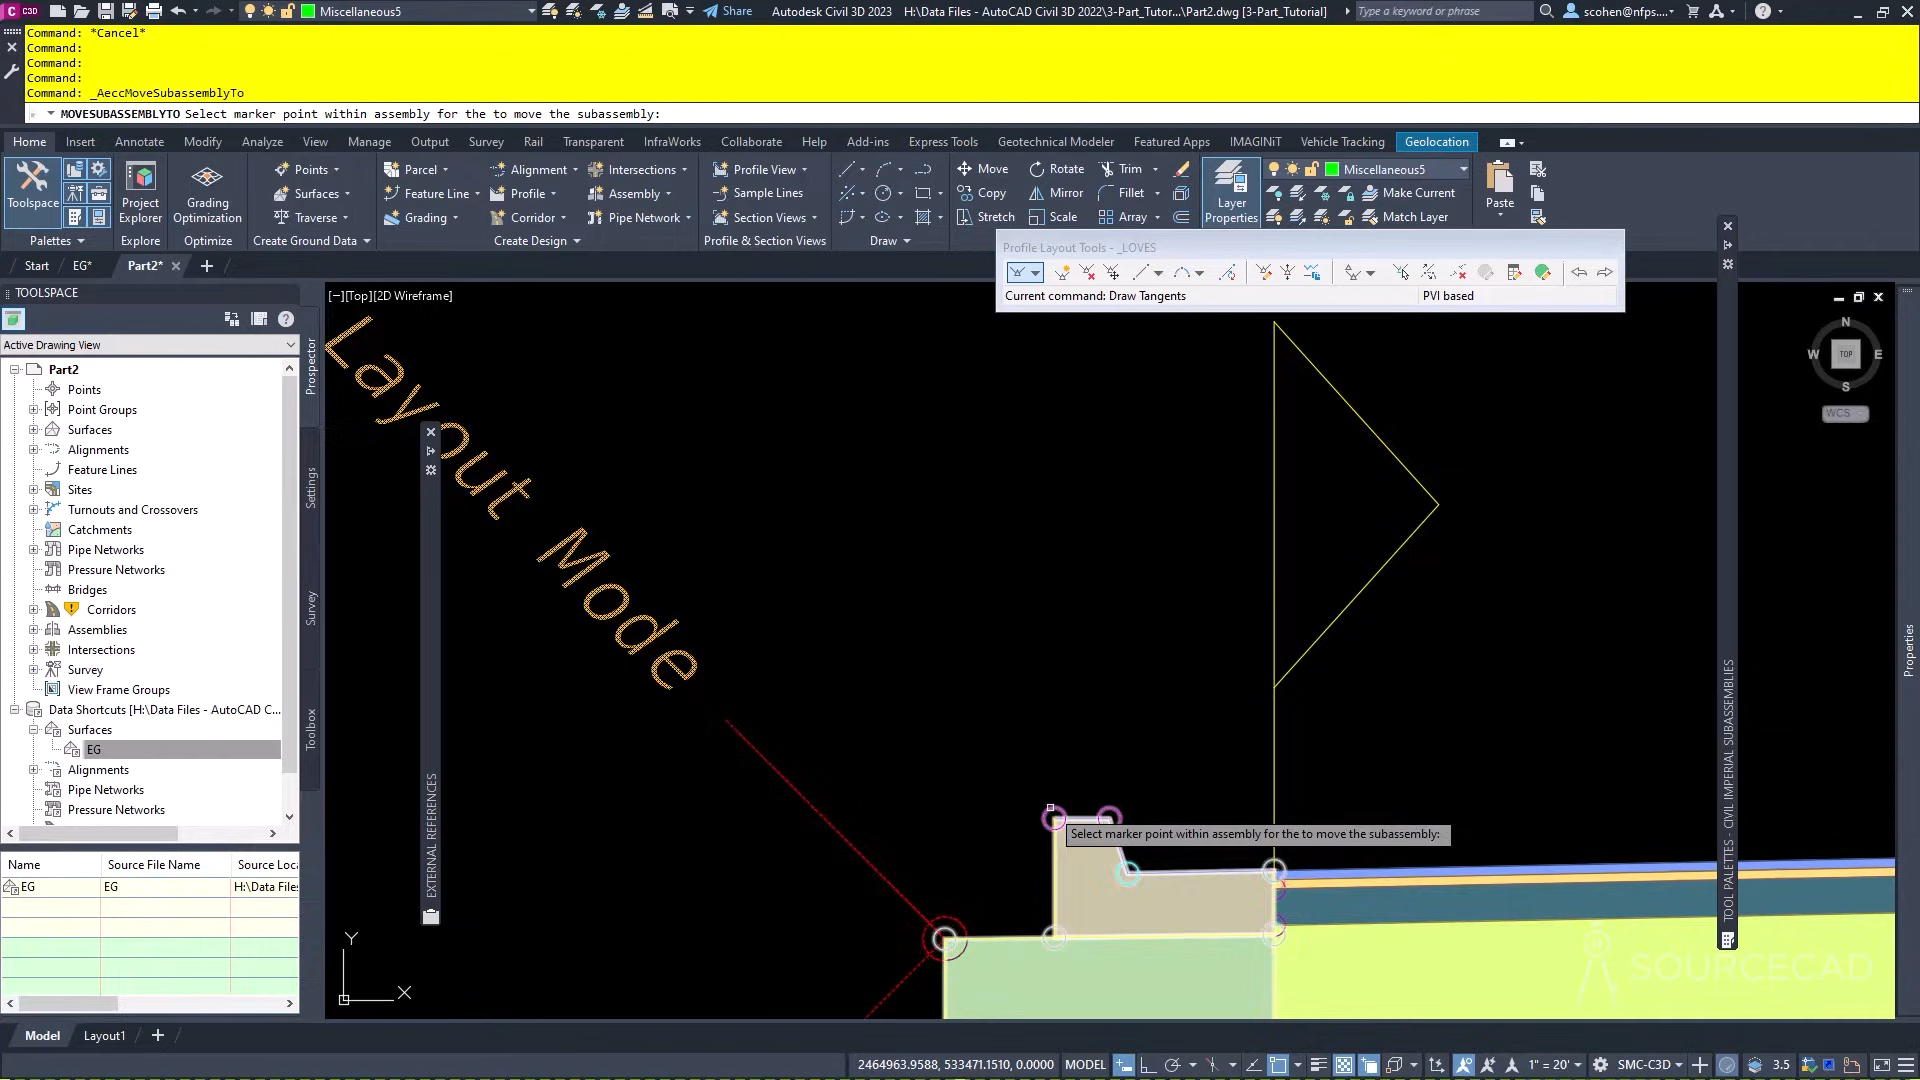 C3D Miscellaneous5 Share Autodesk Civil 3D 2023 H:\Data Files - AutoCAD Civil 3D 2022\3-Part_Tutor...\Part2.dwg [3-Part_Tutorial] Type a keyword or phrase scohen@nfps....
Command: *Cancel*
Command:
Command:
Command:
Command: _AeccMoveSubassemblyTo
MOVESUBASSEMBLYTO Select marker point within assembly for the to move the subassembly:
Home Insert Annotate Modify View Manage Analyze Output Survey Rail Transparent InfraWorks Collaborate Help Add-ins Express Tools Geotechnical Modeler Featured Apps IMAGINiT Vehicle Tracking Geolocation
Toolspace
Palettes
Project Explorer
Explore
Grading Optimization
Optimize
Points
Surfaces
Traverse
Create Ground Data
Parcel
Feature Line
Grading
Alignment
Profile
Corridor
Intersections
Assembly
Pipe Network
Create Design
Profile View
Sample Lines
Section Views
Profile & Section Views
Draw
Move Rotate Trim
Copy Mirror Fillet
Stretch Scale Array
Layer Properties
Miscellaneous5
Make Current
Match Layer
Paste
Start EG* Part2*
Profile Layout Tools - _LOVES
Current command: Draw Tangents PVI based
TOOLSPACE
Active Drawing View
Part2
Points
Point Groups
Surfaces
Alignments
Feature Lines
Sites
Turnouts and Crossovers
Catchments
Pipe Networks
Pressure Networks
Bridges
Corridors
Assemblies
Intersections
Survey
View Frame Groups
Data Shortcuts [H:\Data Files - AutoCAD C...
Surfaces
EG
Alignments
Pipe Networks
Pressure Networks
Prospector
Settings
Survey
Toolbox
Name Source File Name Source Loca
EG EG H:\Data Files
[−][Top][2D Wireframe]
Layout Mode
EXTERNAL REFERENCES
Select marker point within assembly for the to move the subassembly:
TOOL PALETTES - CIVIL IMPERIAL SUBASSEMBLIES
Properties
N
W TOP E
S
WCS
Y
X
SOURCECAD
Model Layout1
2464963.9588, 533471.1510, 0.0000 MODEL 1" = 20' SMC-C3D 3.5